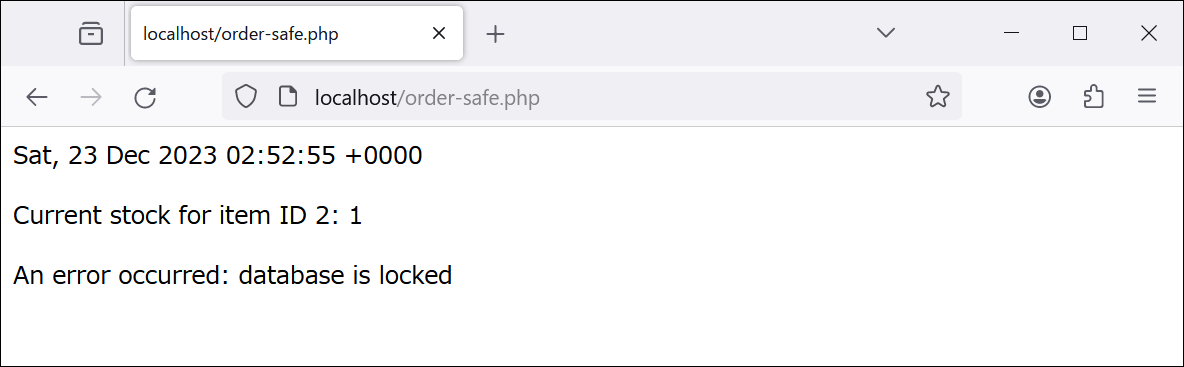 localhost/order-safe.php
localhost/order-safe.php
Sat, 23 Dec 2023 02:52:55 +0000
Current stock for item ID 2: 1
An error occurred: database is locked